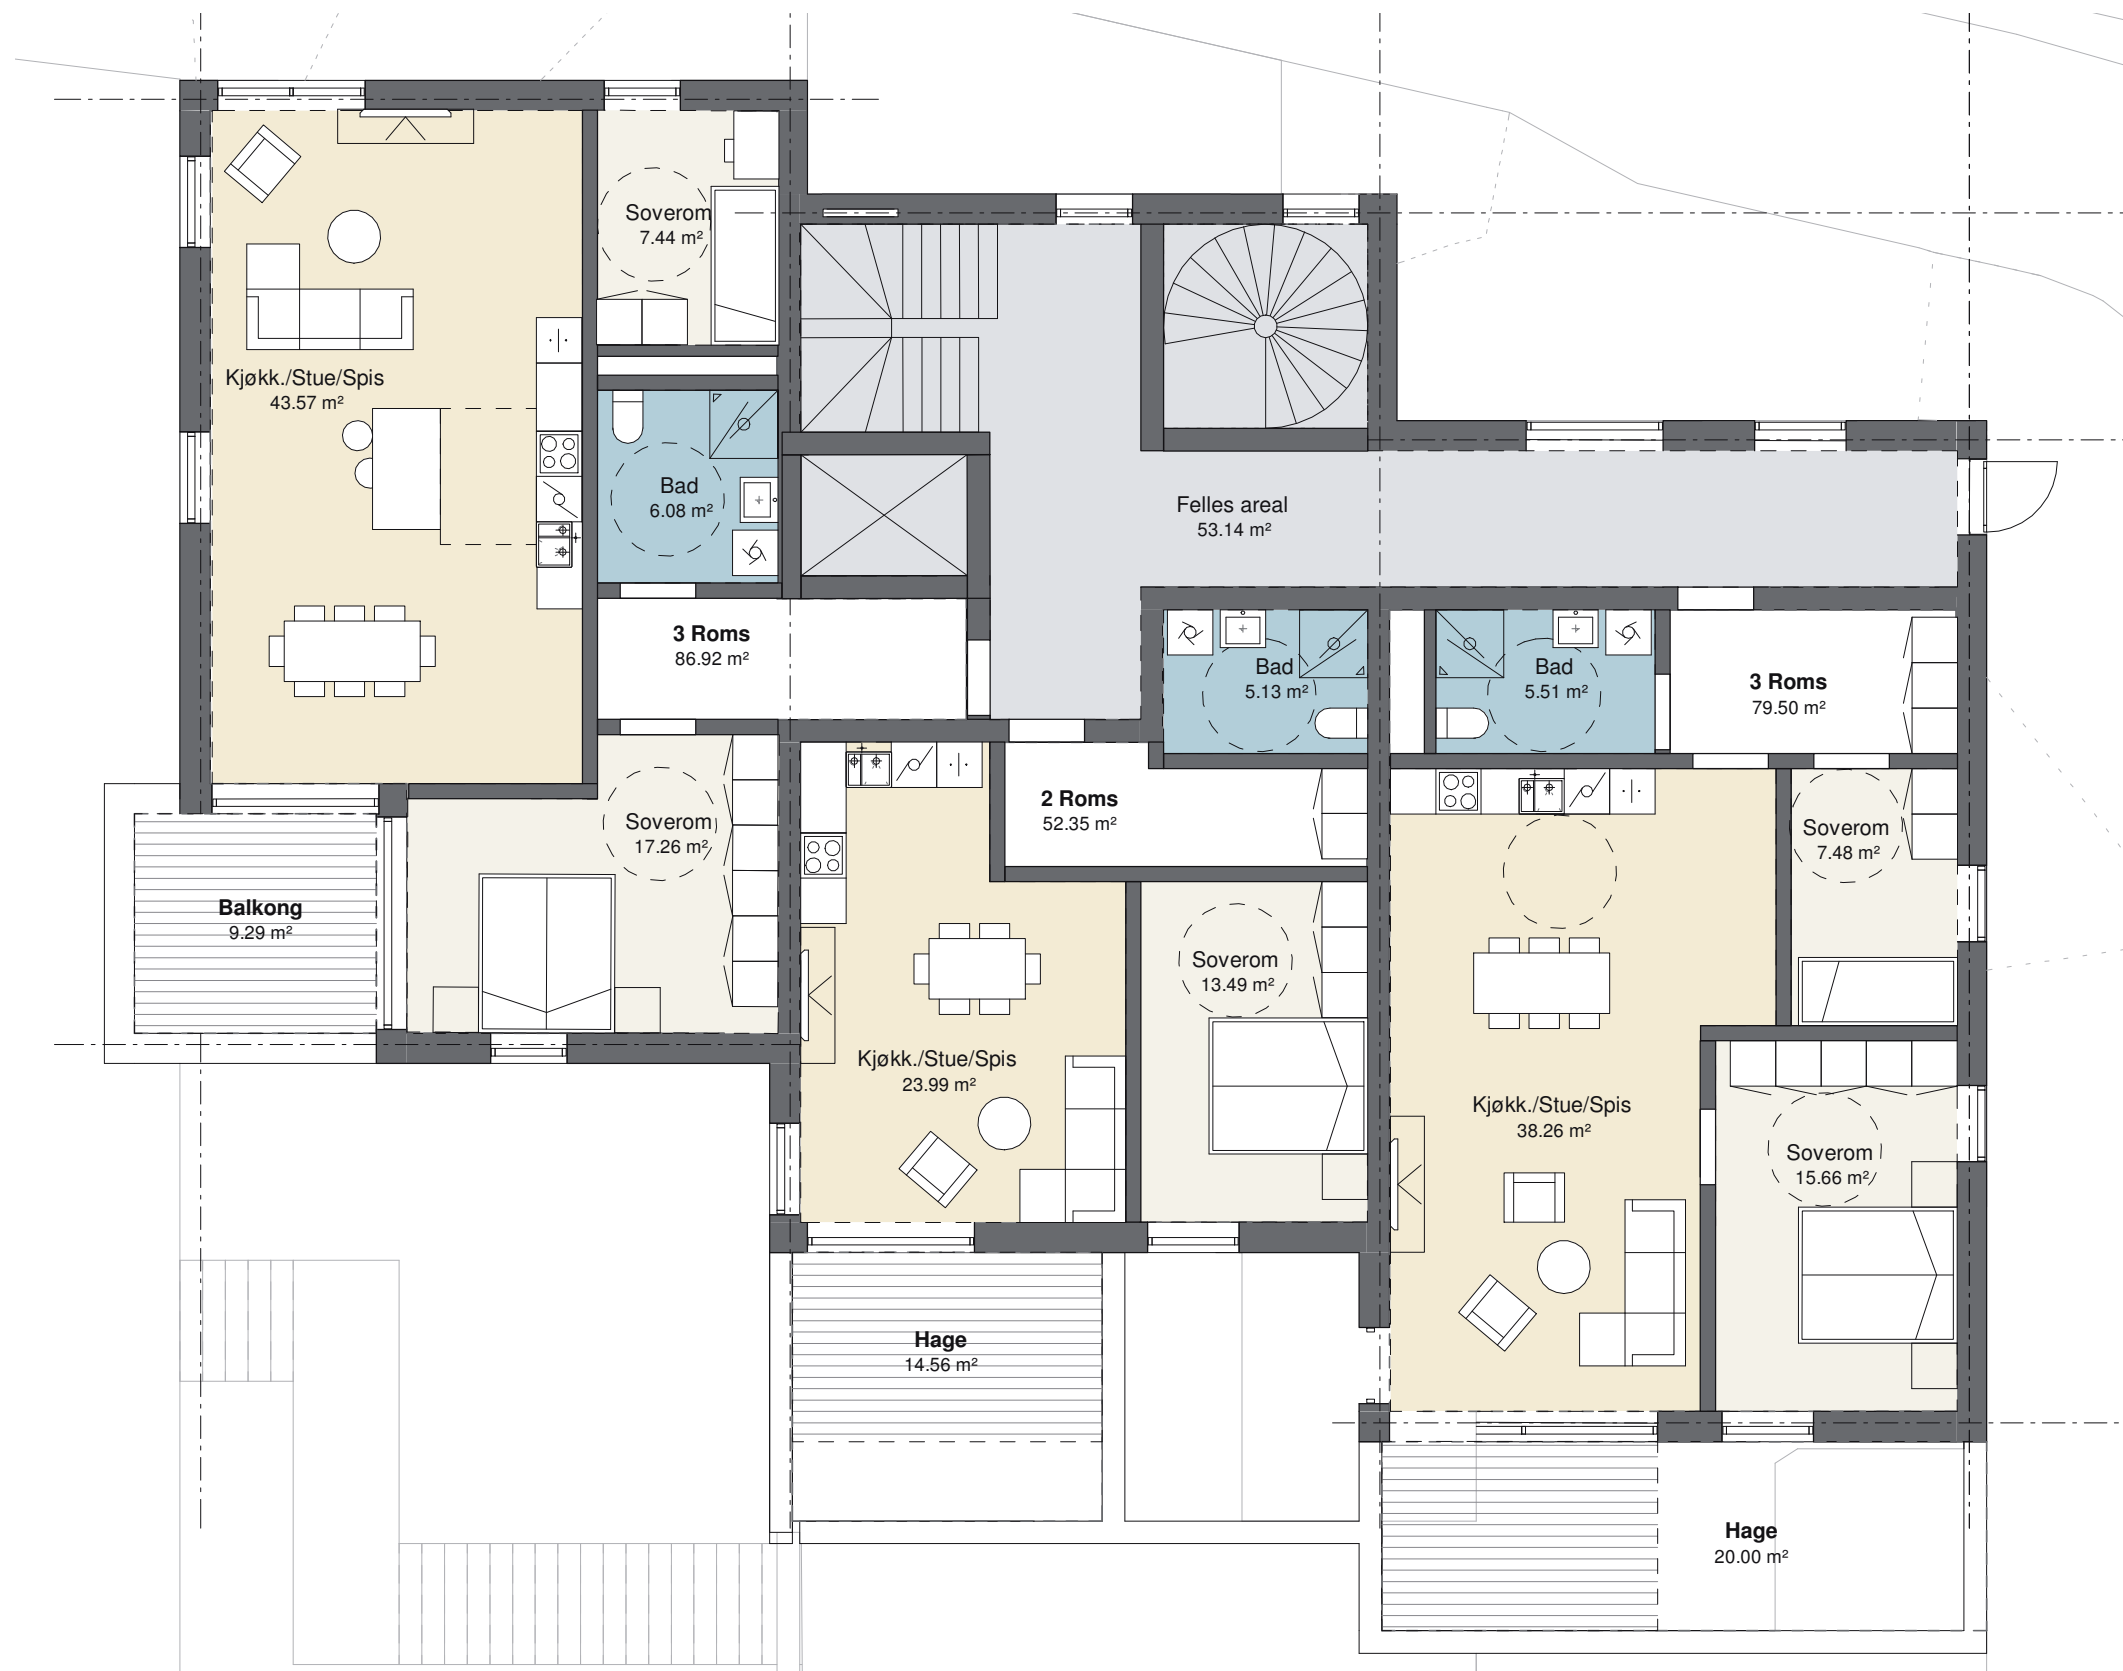 Soverom
7.44 m²
Kjøkk./Stue/Spis
43.57 m²
Bad
6.08 m²
Felles areal
53.14 m²
3 Roms
86.92 m²
Bad
5.13 m²
Bad
5.51 m²
3 Roms
79.50 m²
Soverom
17.26 m²
2 Roms
52.35 m²
Soverom
7.48 m²
Balkong
9.29 m²
Soverom
13.49 m²
Kjøkk./Stue/Spis
23.99 m²
Kjøkk./Stue/Spis
38.26 m²
Soverom
15.66 m²
Hage
14.56 m²
Hage
20.00 m²